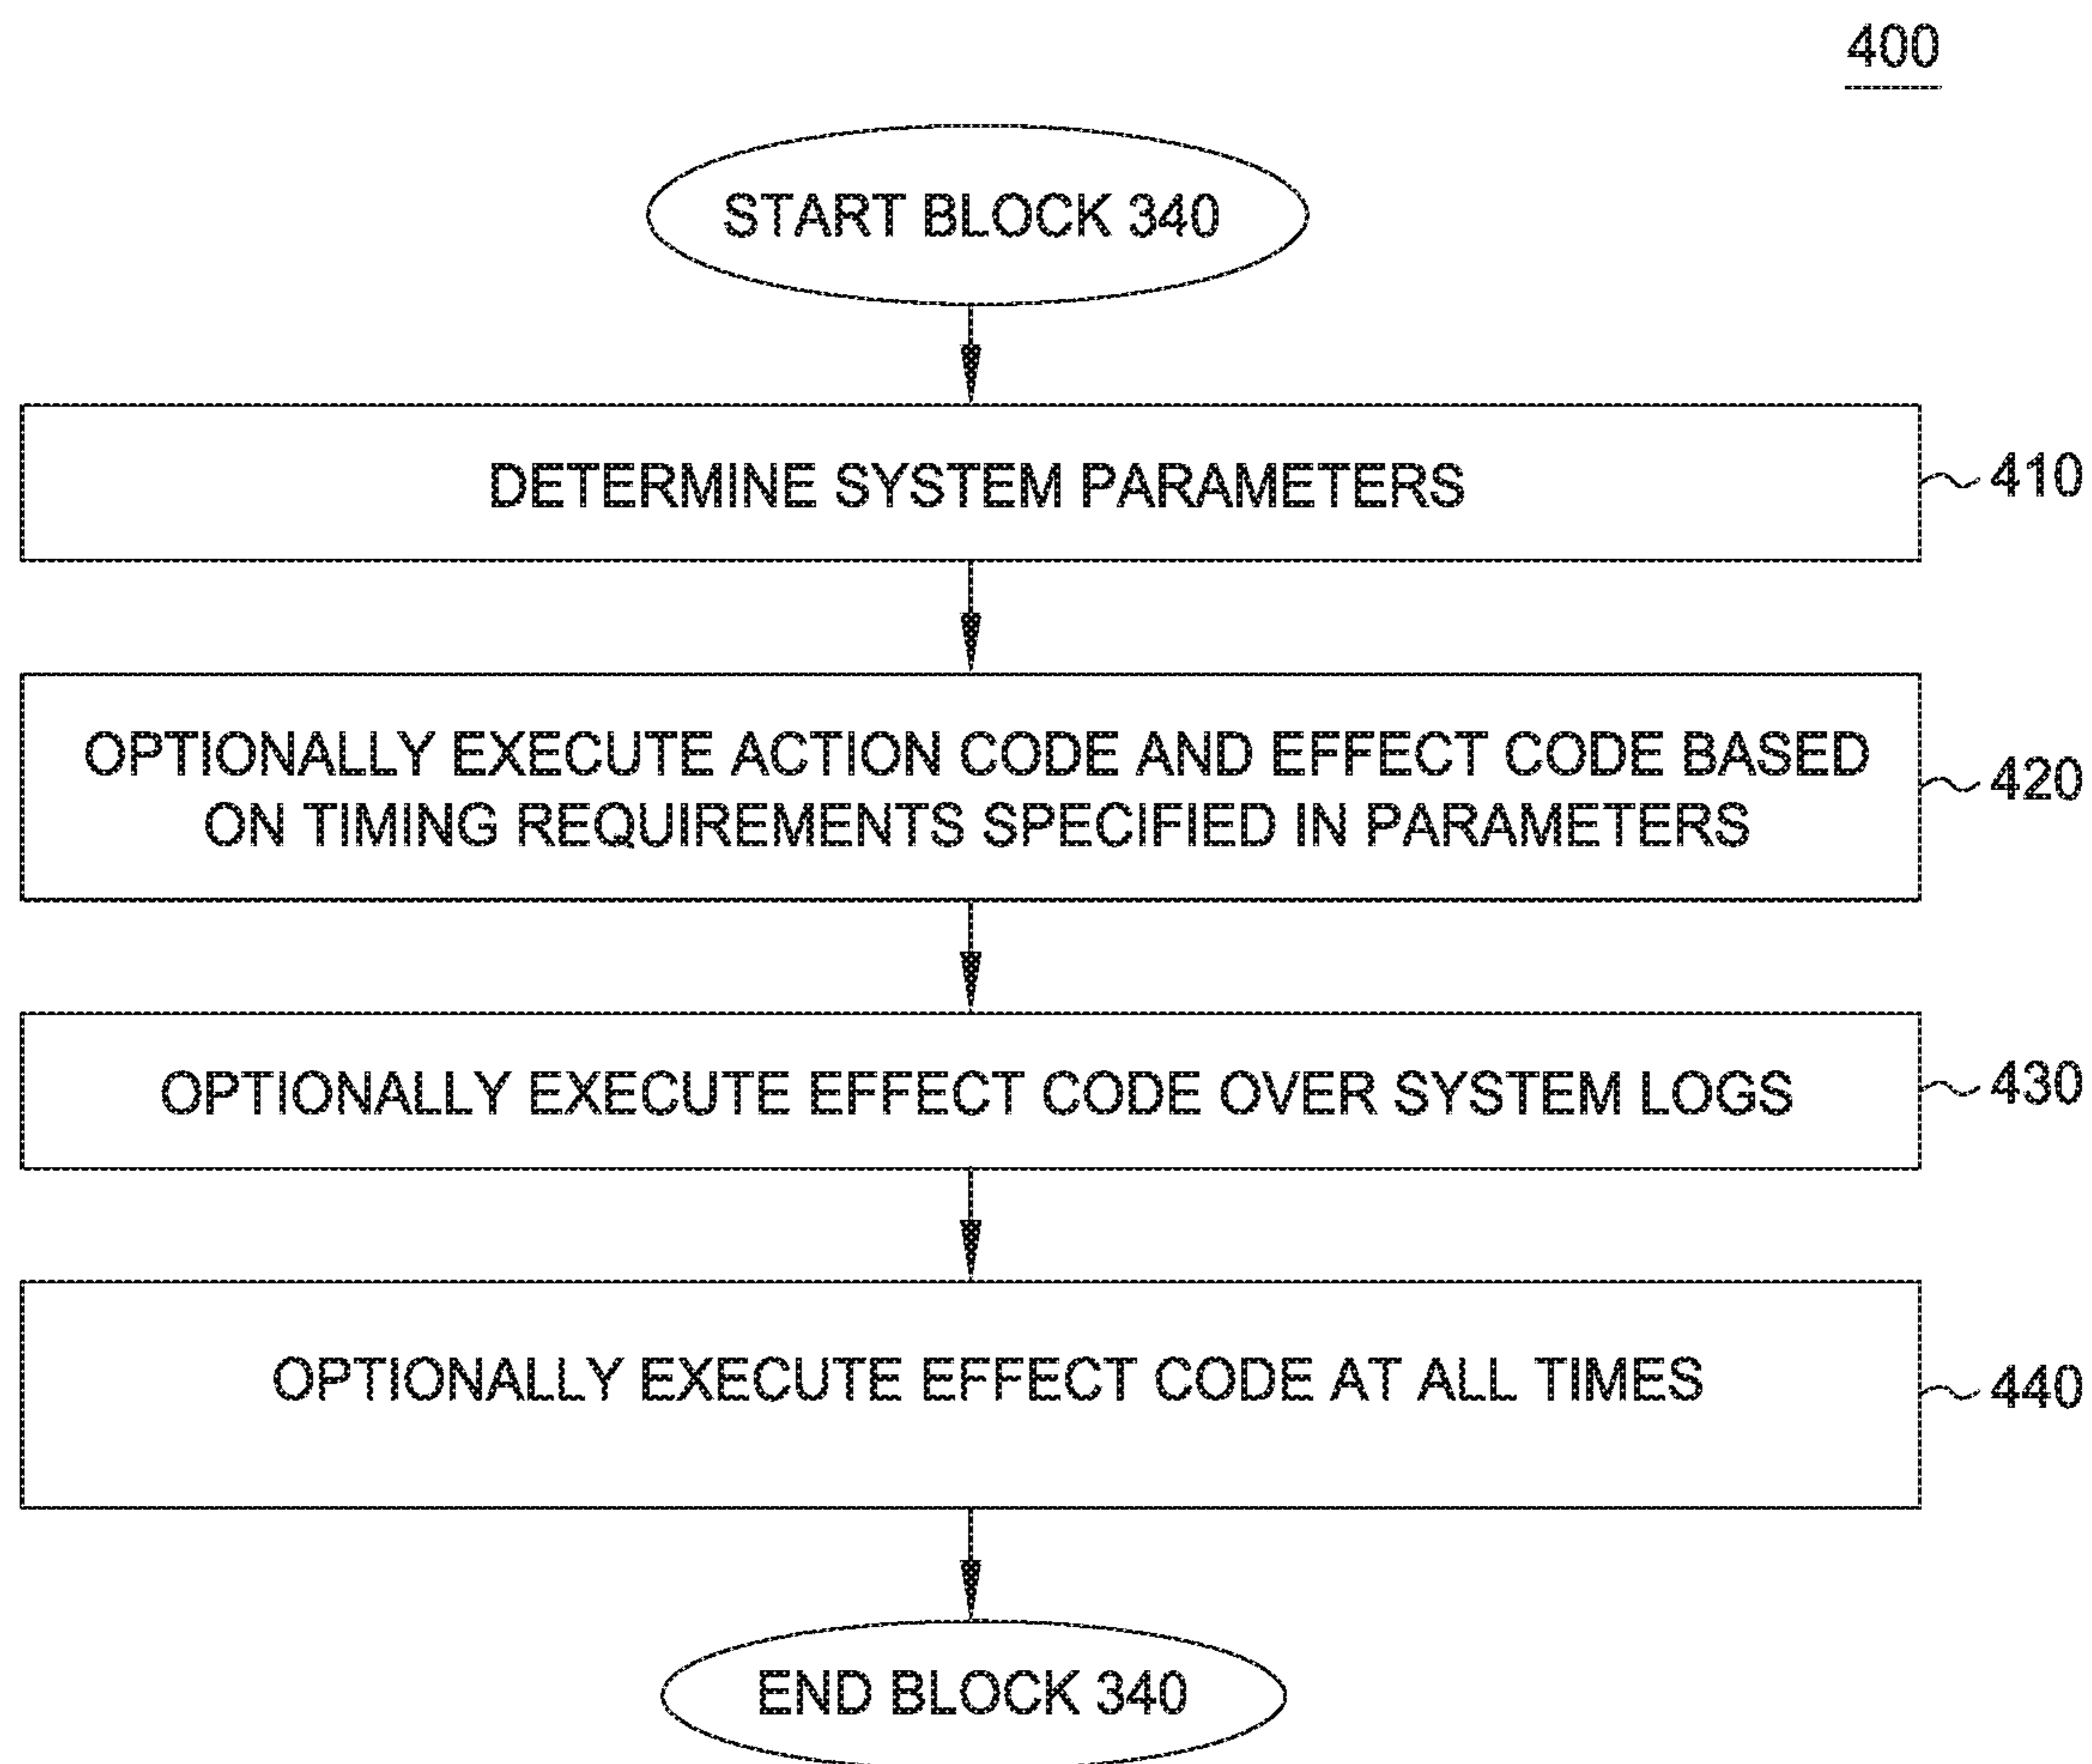 400
START BLOCK 340
DETERMINE SYSTEM PARAMETERS
410
OPTIONALLY EXECUTE ACTION CODE AND EFFECT CODE BASED
ON TIMING REQUIREMENTS SPECIFIED IN PARAMETERS
420
OPTIONALLY EXECUTE EFFECT CODE OVER SYSTEM LOGS
430
OPTIONALLY EXECUTE EFFECT CODE AT ALL TIMES
440
END BLOCK 340